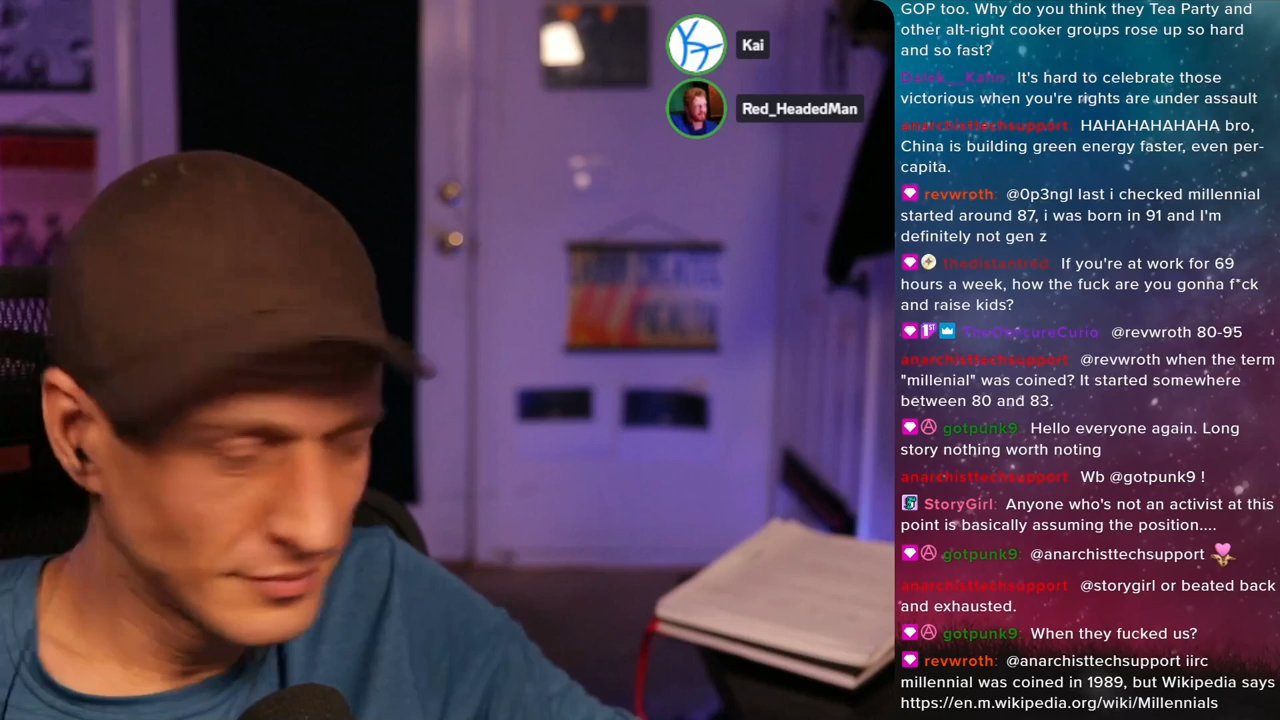 Kai
Red_HeadedMan
GOP too. Why do you think they Tea Party and
other alt-right cooker groups rose up so hard
and so fast?
It's hard to celebrate those
victorious when you're rights are under assault
anarchisttechsupport: HAHAHAHAHAHA bro,
China is building green energy faster, even per-
capita.
revwroth: @0p3ngl last i checked millennial
started around 87, i was born in 91 and I'm
definitely not gen z
thedistantred: If you're at work for 69
hours a week, how the fuck are you gonna f*ck
and raise kids?
TheObscureCurio @revwroth 80-95
anarchisttechsupport @revwroth when the term
"millenial" was coined? It started somewhere
between 80 and 83.
gotpunk9: Hello everyone again. Long
story nothing worth noting
anarchisttechsupport Wb @gotpunk9 !
StoryGirl: Anyone who's not an activist at this
point is basically assuming the position....
gotpunk9: @anarchisttechsupport
anarchisttechsupport @storygirl or beated back
and exhausted.
gotpunk9: When they fucked us?
revwroth: @anarchisttechsupport iirc
millennial was coined in 1989, but Wikipedia says
https://en.m.wikipedia.org/wiki/Millennials